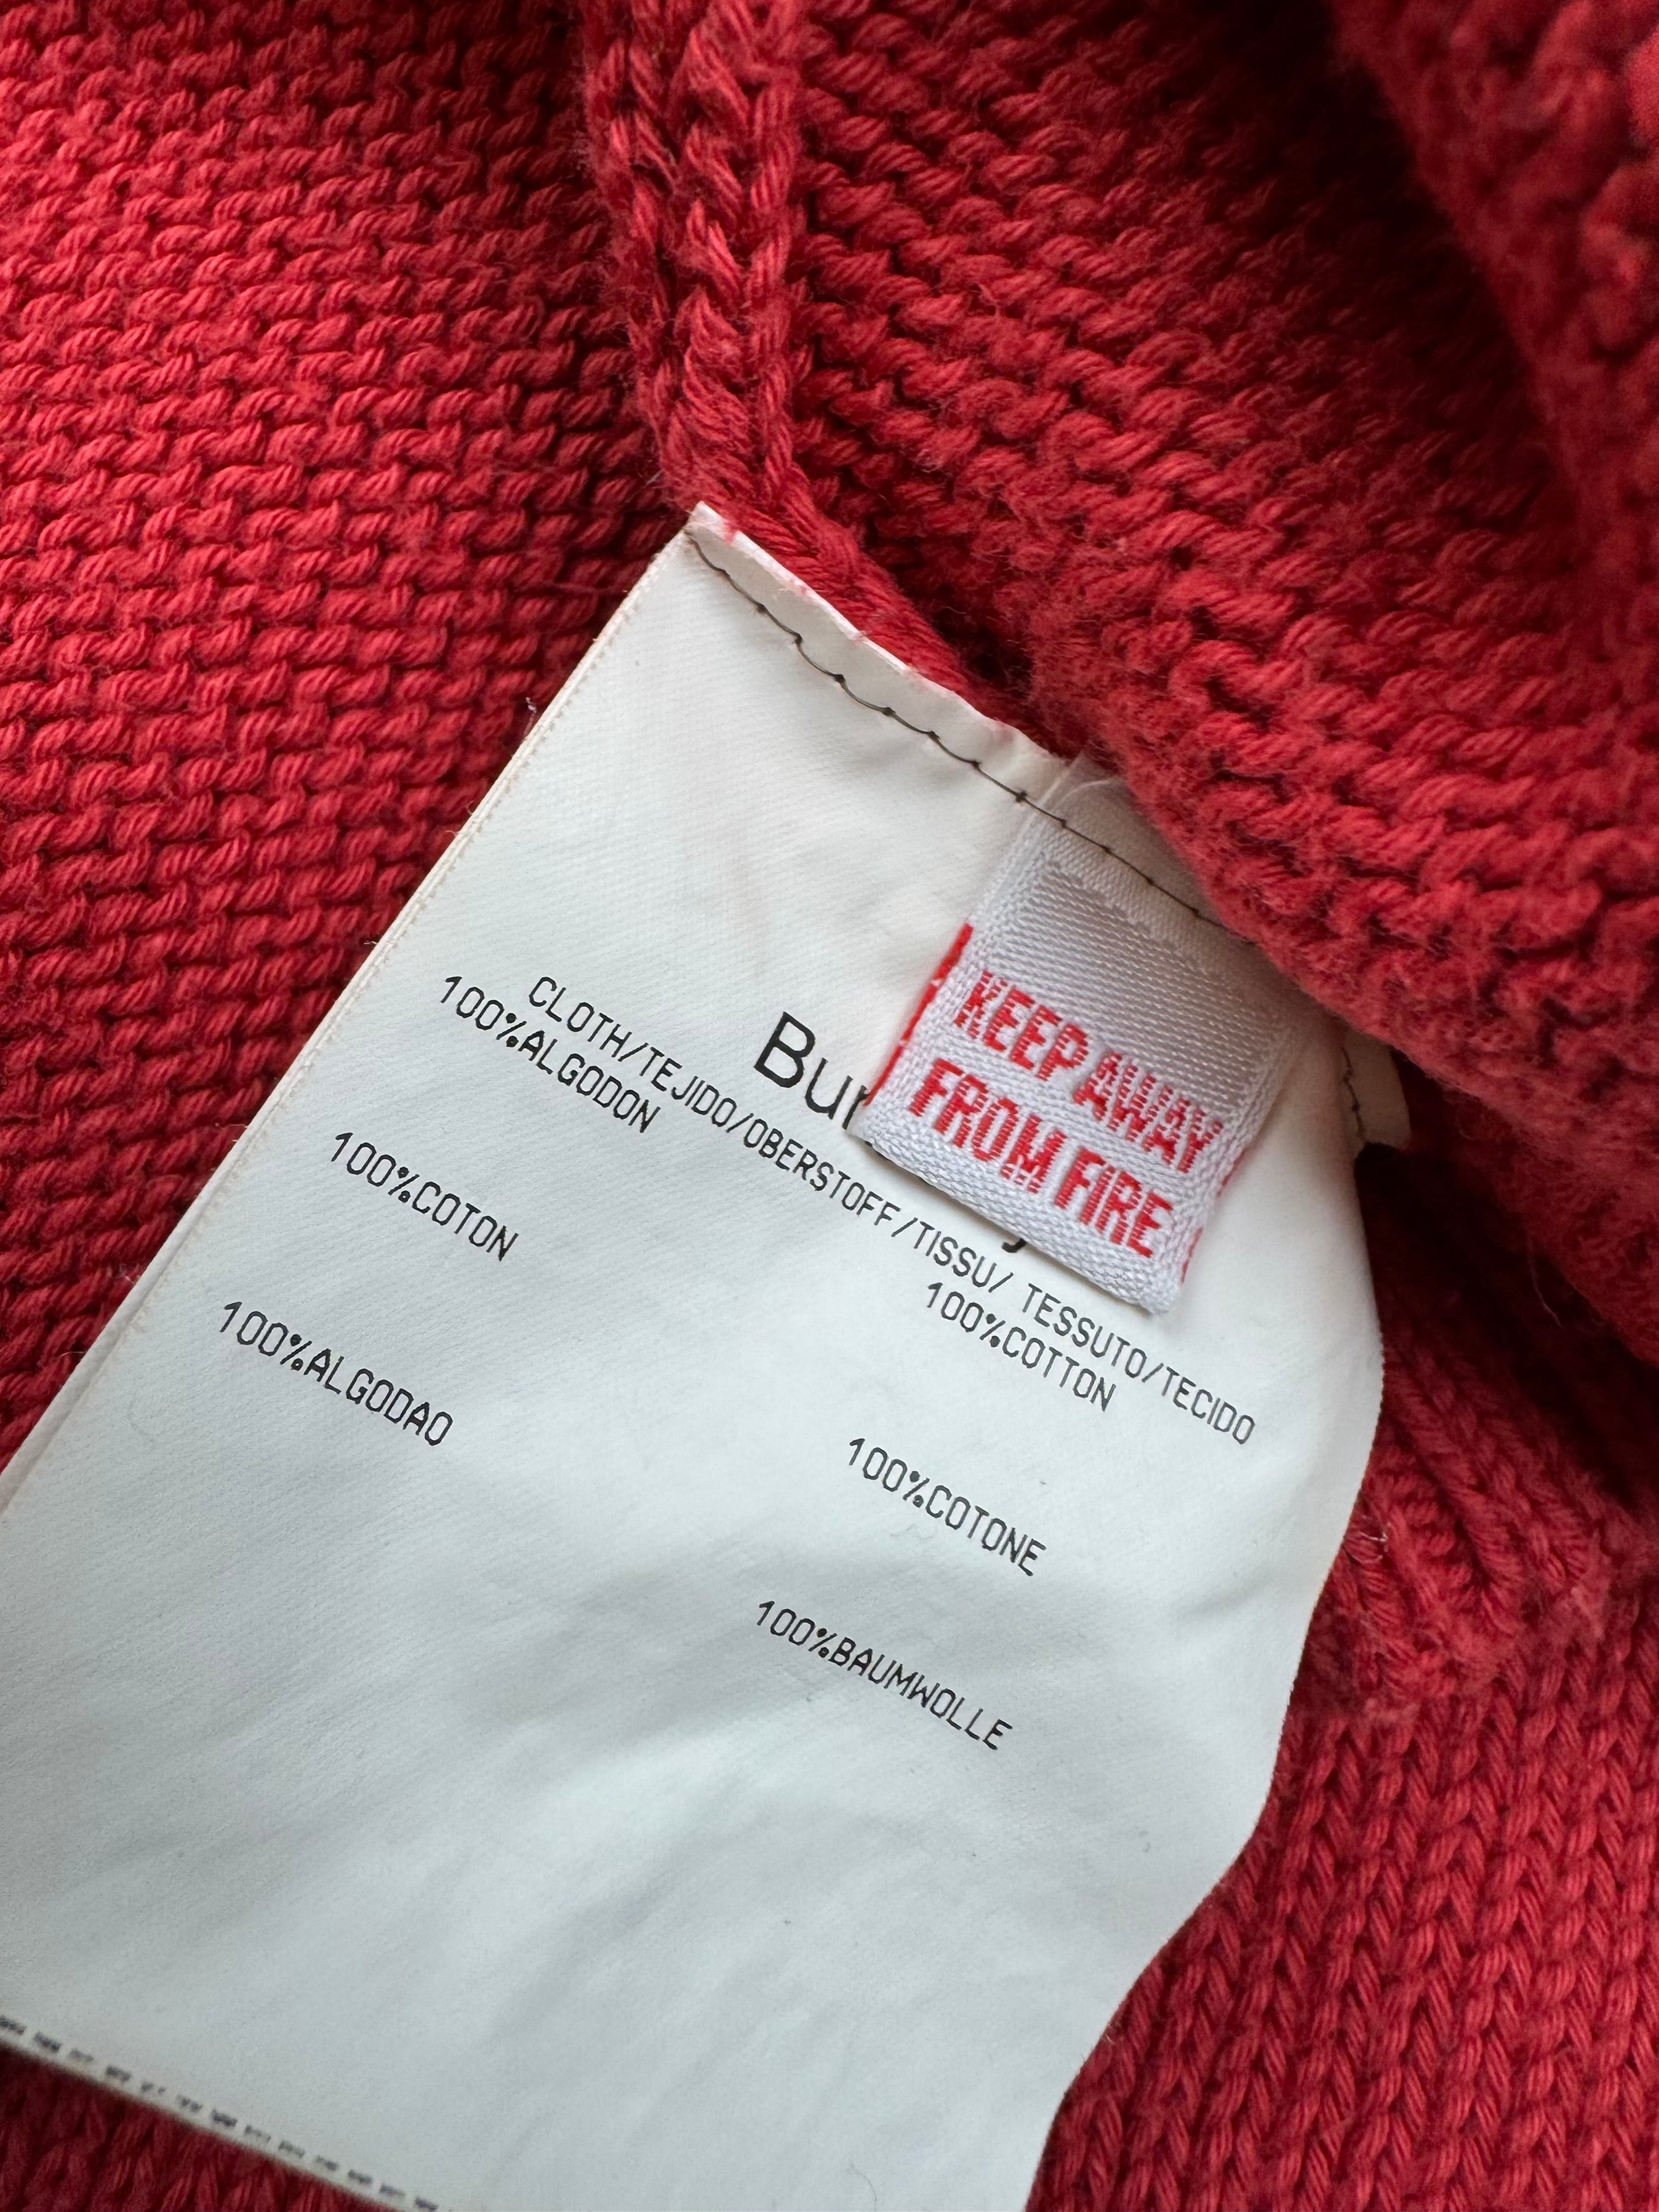 KEEP AWAY
FROM FIRE
Bur
CLOTH/TEJIDO/OBERSTOFF/TISSU/ TESSUTO/TECIDO
100%ALGODON 100%COTTON
100%COTON 100%COTONE
100%ALGODAO 100%BAUMWOLLE